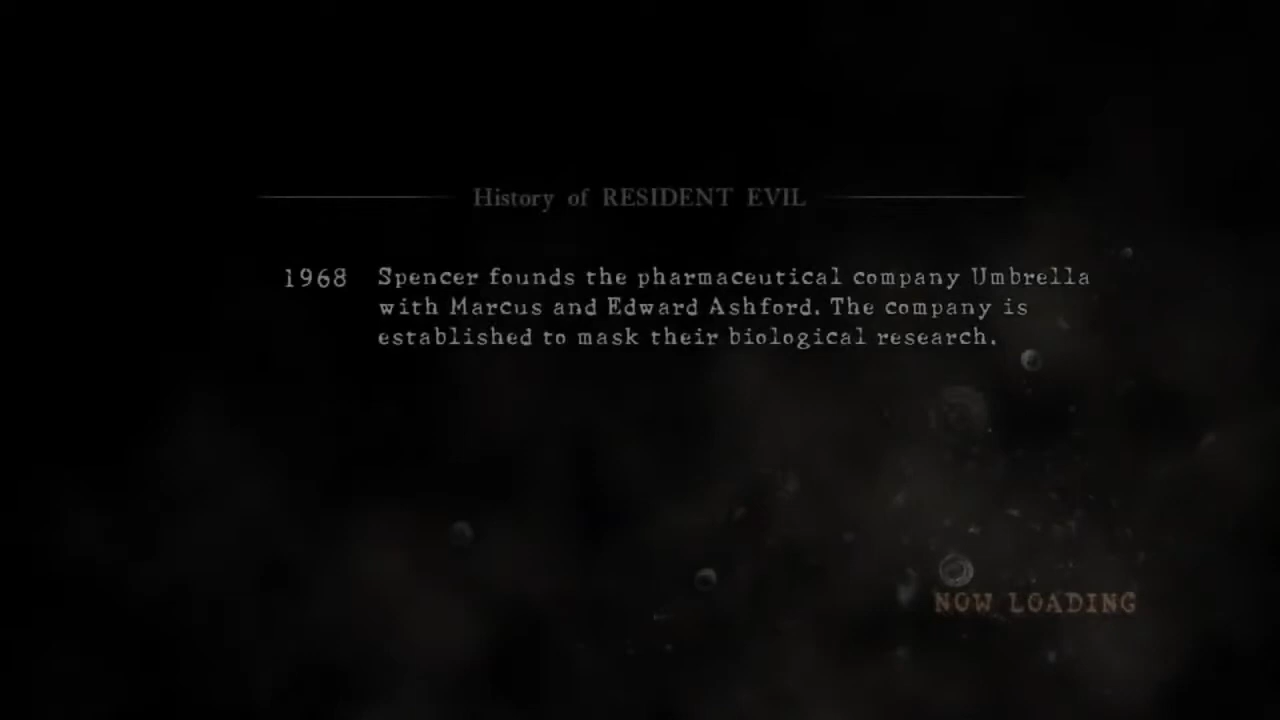 History of RESIDENT EVIL
1968 Spencer founds the pharmaceutical company Umbrella
with Marcus and Edward Ashford. The company is
established to mask their biological research.
NOW LOADING